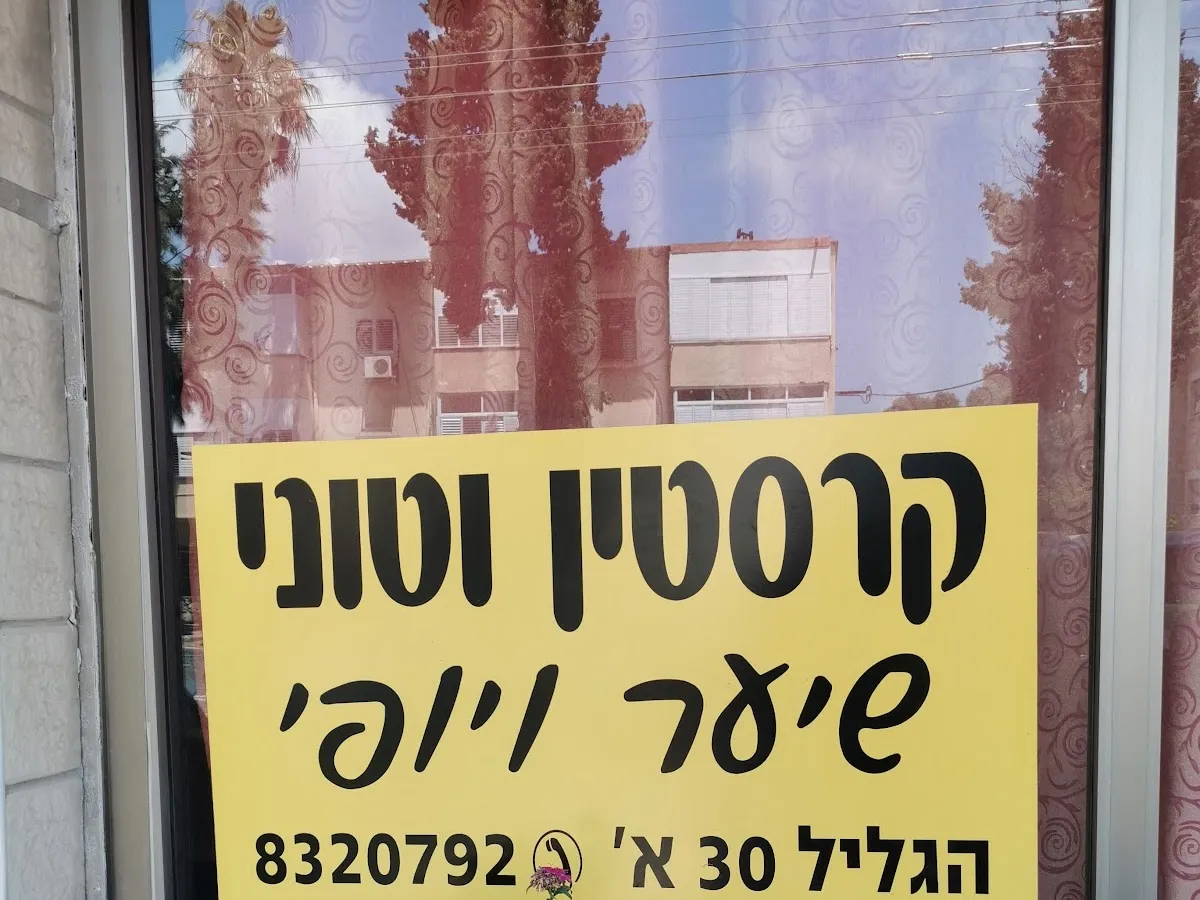 קרסטין וטוני
שיער ויופי
הגליל 30 א' 8320792